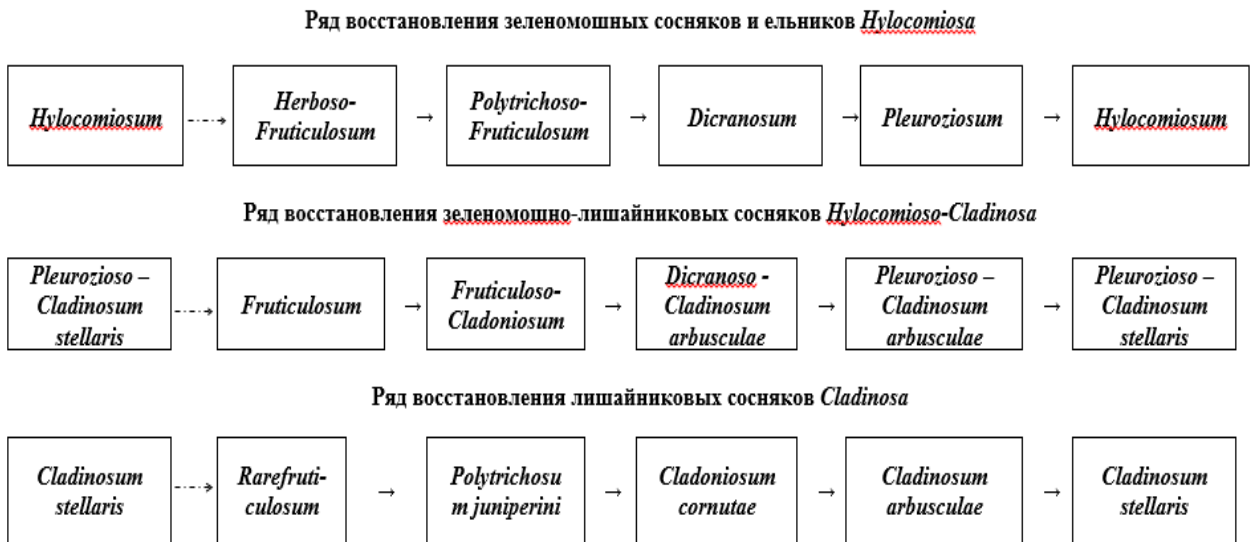 Ряд восстановления зеленомошных сосняков и ельников Hylocomiosa
Hylocomiosum
Herboso-
Fruticulosum
Polytrichoso-
Fruticulosum
Dicranosum
Pleuroziosum
Hylocomiosum
Ряд восстановления зеленомошно-лишайниковых сосняков Hylocomioso-Cladinosa
Pleurozioso –
Cladinosum
stellaris
Fruticulosum
Fruticuloso-
Cladoniosum
Dicranoso -
Cladinosum
arbusculae
Pleurozioso –
Cladinosum
arbusculae
Pleurozioso –
Cladinosum
stellaris
Ряд восстановления лишайниковых сосняков Cladinosa
Cladinosum
stellaris
Rarefruti-
culosum
Polytrichosu
m juniperini
Cladoniosum
cornutae
Cladinosum
arbusculae
Cladinosum
stellaris